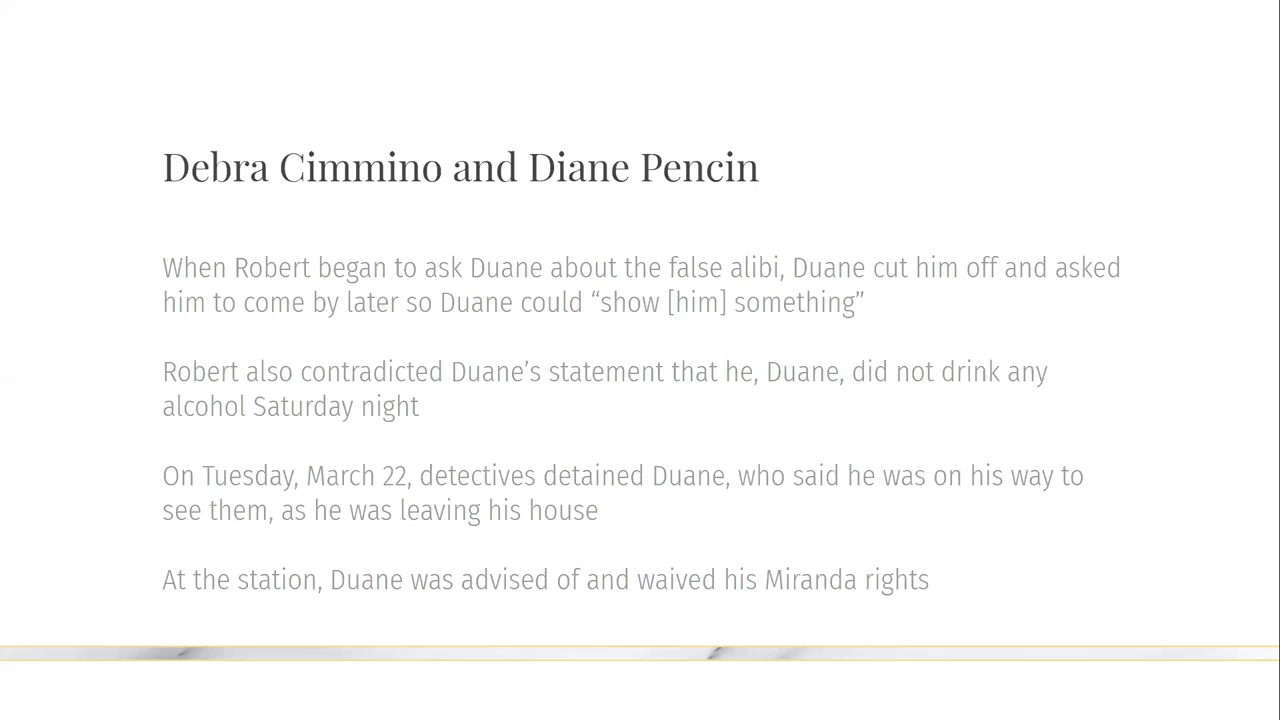 Debra Cimmino and Diane Pencin
When Robert began to ask Duane about the false alibi, Duane cut him off and asked
him to come by later so Duane could “show [him] something”
Robert also contradicted Duane’s statement that he, Duane, did not drink any
alcohol Saturday night
On Tuesday, March 22, detectives detained Duane, who said he was on his way to
see them, as he was leaving his house
At the station, Duane was advised of and waived his Miranda rights